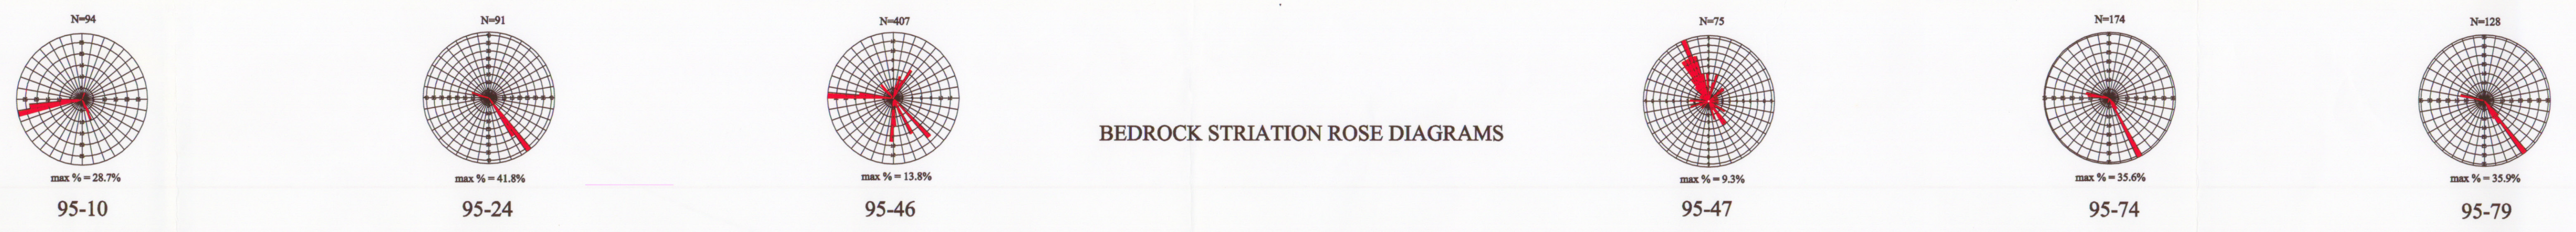 N=94
max % = 28.7%
95-10
N=91
max % = 41.8%
95-24
N=407
max % = 13.8%
95-46
BEDROCK STRIATION ROSE DIAGRAMS
N=75
max % = 9.3%
95-47
N=174
max % = 35.6%
95-74
N=128
max % = 35.9%
95-79